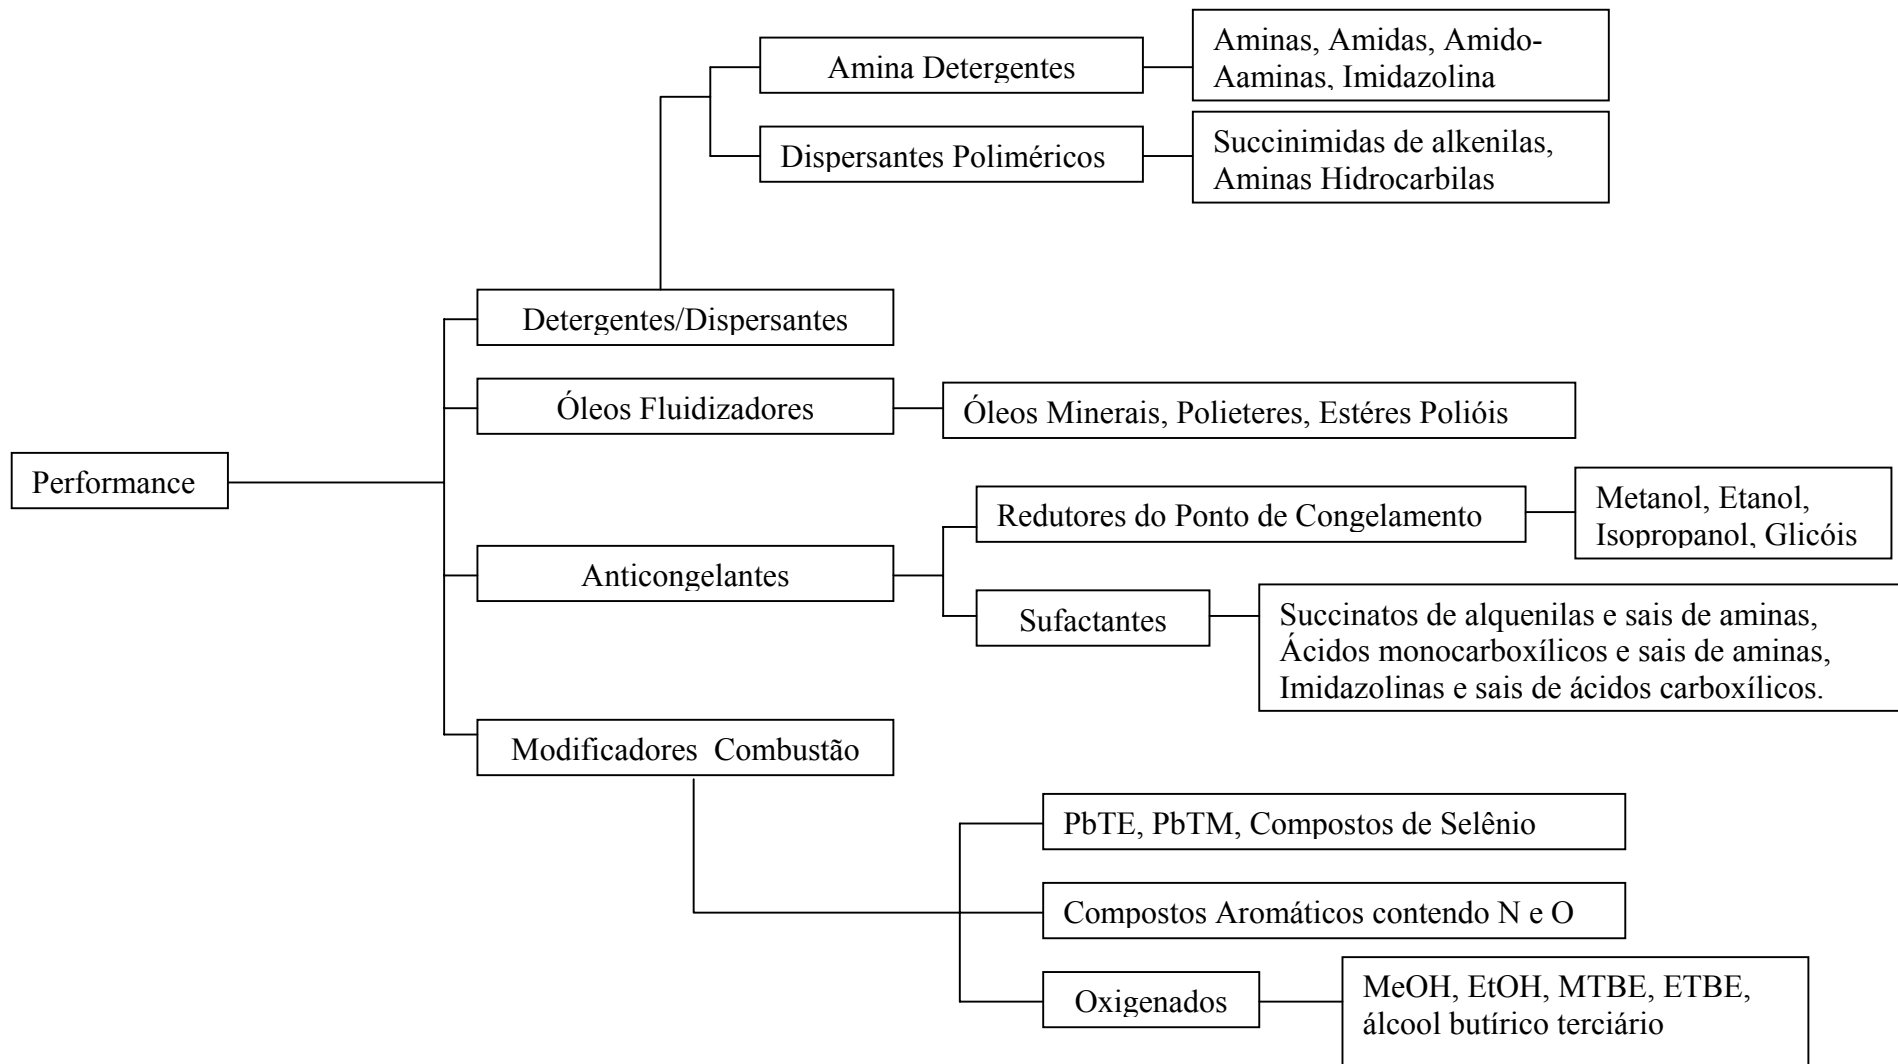 Amina Detergentes
Aminas, Amidas, Amido-
Aaminas, Imidazolina
Dispersantes Poliméricos
Succinimidas de alkenilas,
Aminas Hidrocarbilas
Detergentes/Dispersantes
Óleos Fluidizadores
Óleos Minerais, Polieteres, Estéres Polióis
Performance
Redutores do Ponto de Congelamento
Metanol, Etanol,
Isopropanol, Glicóis
Anticongelantes
Sufactantes
Succinatos de alquenilas e sais de aminas,
Ácidos monocarboxílicos e sais de aminas,
Imidazolinas e sais de ácidos carboxílicos.
Modificadores Combustão
PbTE, PbTM, Compostos de Selênio
Compostos Aromáticos contendo N e O
Oxigenados
MeOH, EtOH, MTBE, ETBE,
álcool butírico terciário